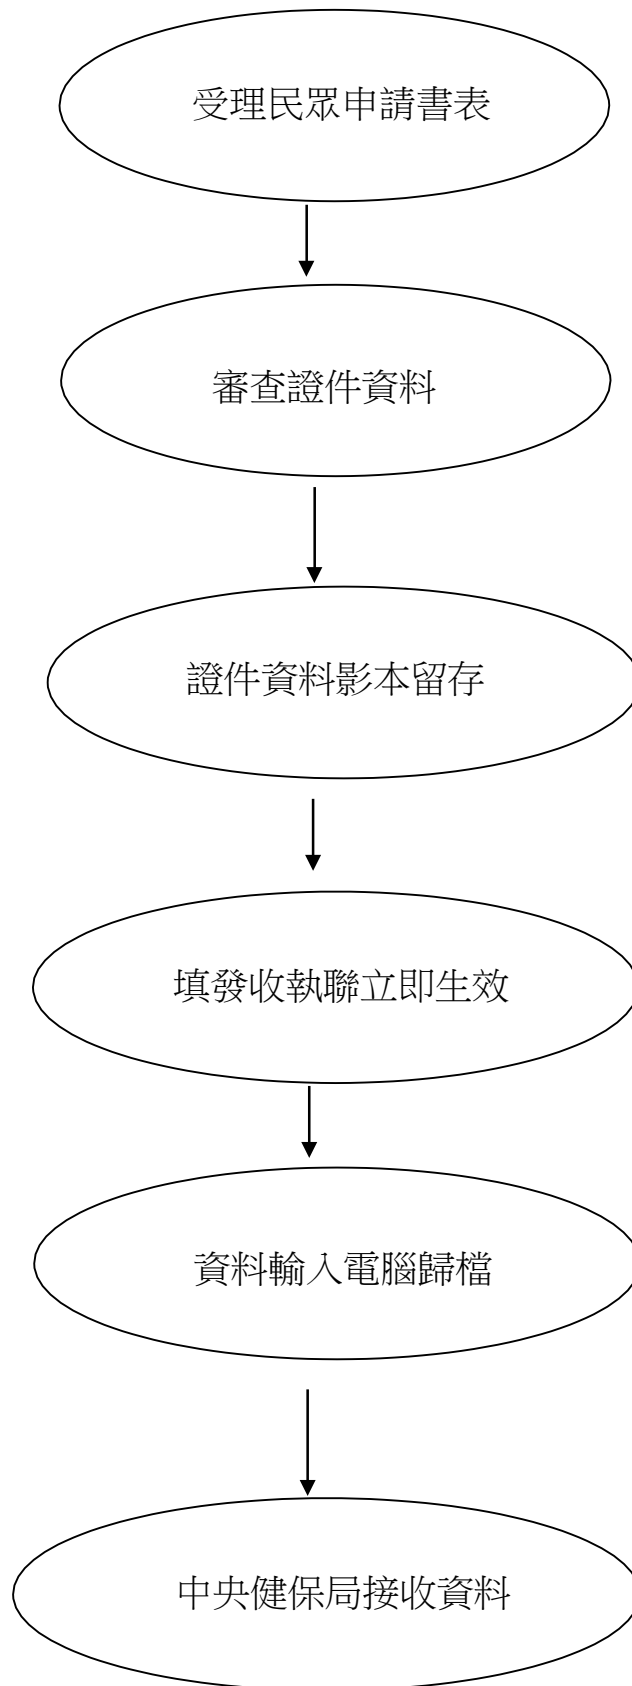 受理民眾申請書表
審查證件資料
證件資料影本留存
填發收執聯立即生效
資料輸入電腦歸檔
中央健保局接收資料